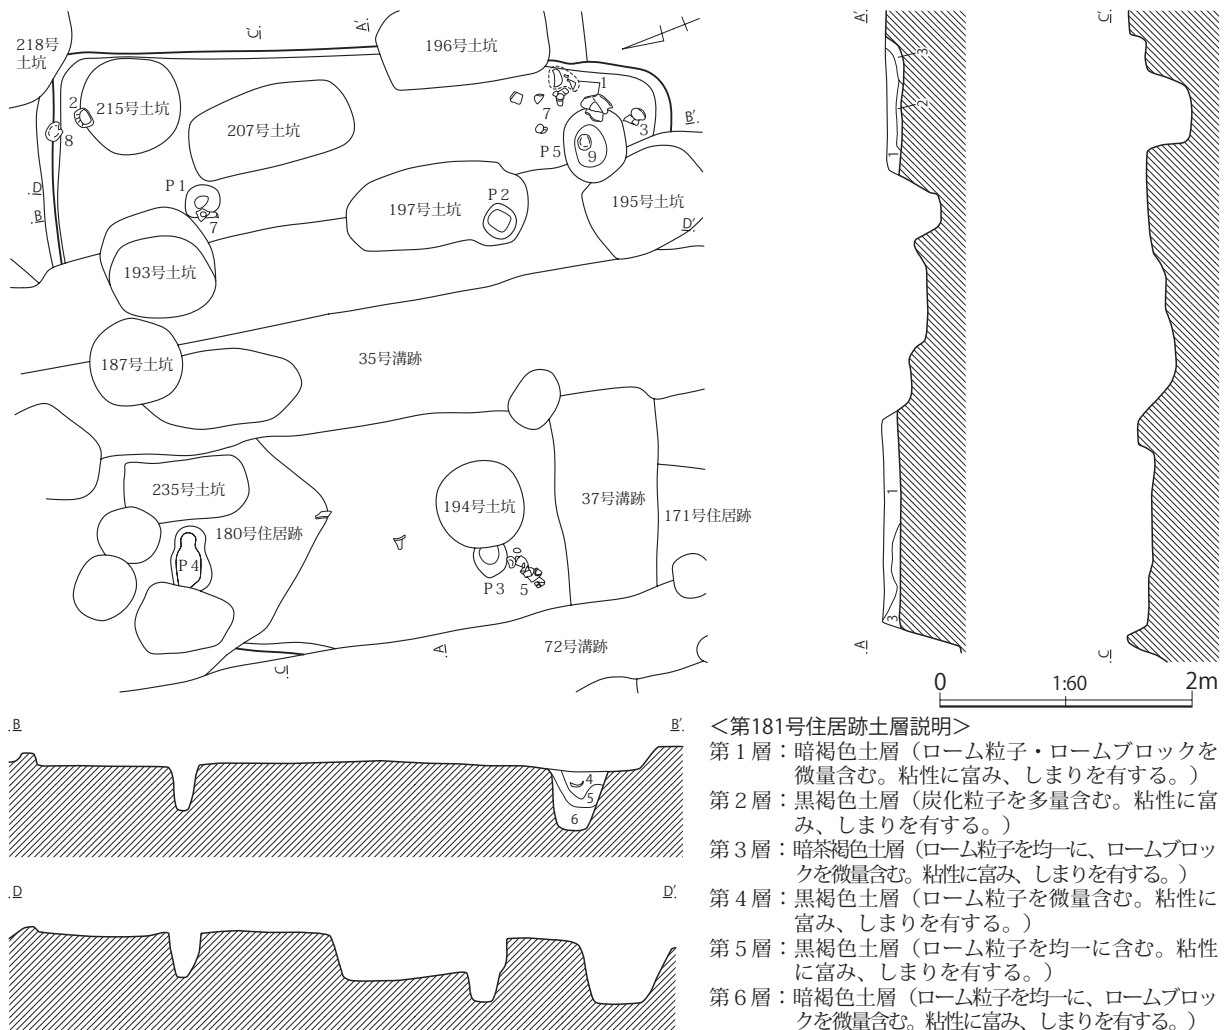 C'
A'
218号
土坑
196号土坑
1
2
215号土坑
7
207号土坑
8
3
B'
P5
9
D
P1
P2
B
197号土坑
195号土坑
7
D'
193号土坑
187号土坑
35号溝跡
235号土坑
194号土坑
37号溝跡
171号住居跡
180号住居跡
P4
P3
5
72号溝跡
A
C
A'
3
2
1
1
3
A
C'
C
0
1:60
2m
B
B'
4
5
6
D
D'
＜第181号住居跡土層説明＞
第1層：暗褐色土層（ローム粒子・ロームブロックを
微量含む。粘性に富み、しまりを有する。）
第2層：黒褐色土層（炭化粒子を多量含む。粘性に富
み、しまりを有する。）
第3層：暗茶褐色土層（ローム粒子を均一に、ロームブロッ
クを微量含む。粘性に富み、しまりを有する。）
第4層：黒褐色土層（ローム粒子を微量含む。粘性に
富み、しまりを有する。）
第5層：黒褐色土層（ローム粒子を均一に含む。粘性
に富み、しまりを有する。）
第6層：暗褐色土層（ローム粒子を均一に、ロームブロッ
クを微量含む。粘性に富み、しまりを有する。）